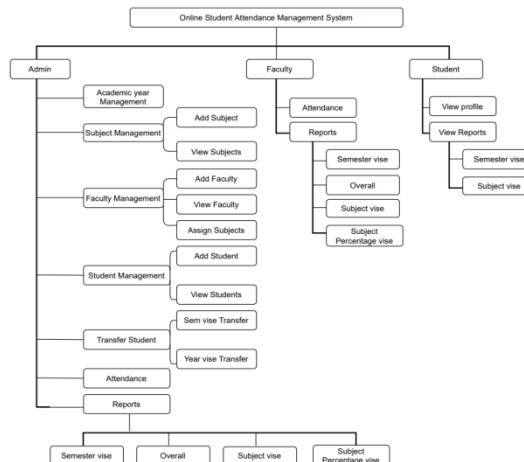 Online Student Attendance Management System
Admin
Faculty
Student
Academic year
Management
Subject Management
Add Subject
View Subjects
Faculty Management
Add Faculty
View Faculty
Assign Subjects
Student Management
Add Student
View Students
Transfer Student
Sem vise Transfer
Year vise Transfer
Attendance
Reports
Semester vise
Overall
Subject vise
Subject
Percentage vise
Attendance
Reports
Semester vise
Overall
Subject vise
Subject
Percentage vise
View profile
View Reports
Semester vise
Subject vise